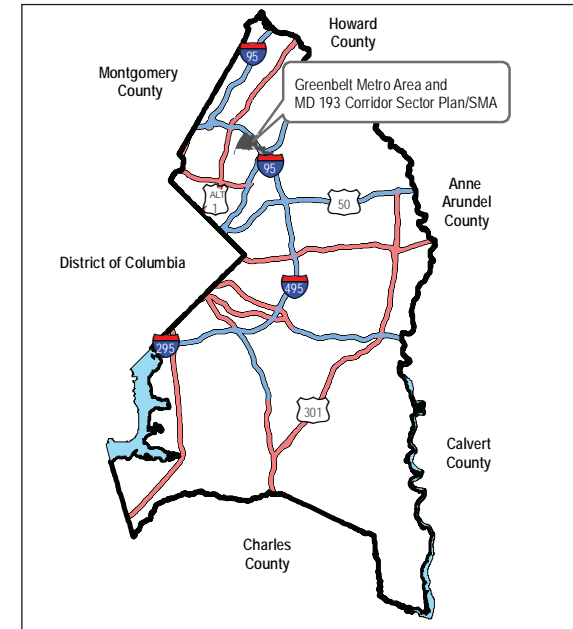 Howard
County
95
Montgomery
County
Greenbelt Metro Area and
MD 193 Corridor Sector Plan/SMA
95
ALT
1
50
Anne
Arundel
County
District of Columbia
495
295
301
Calvert
County
Charles
County